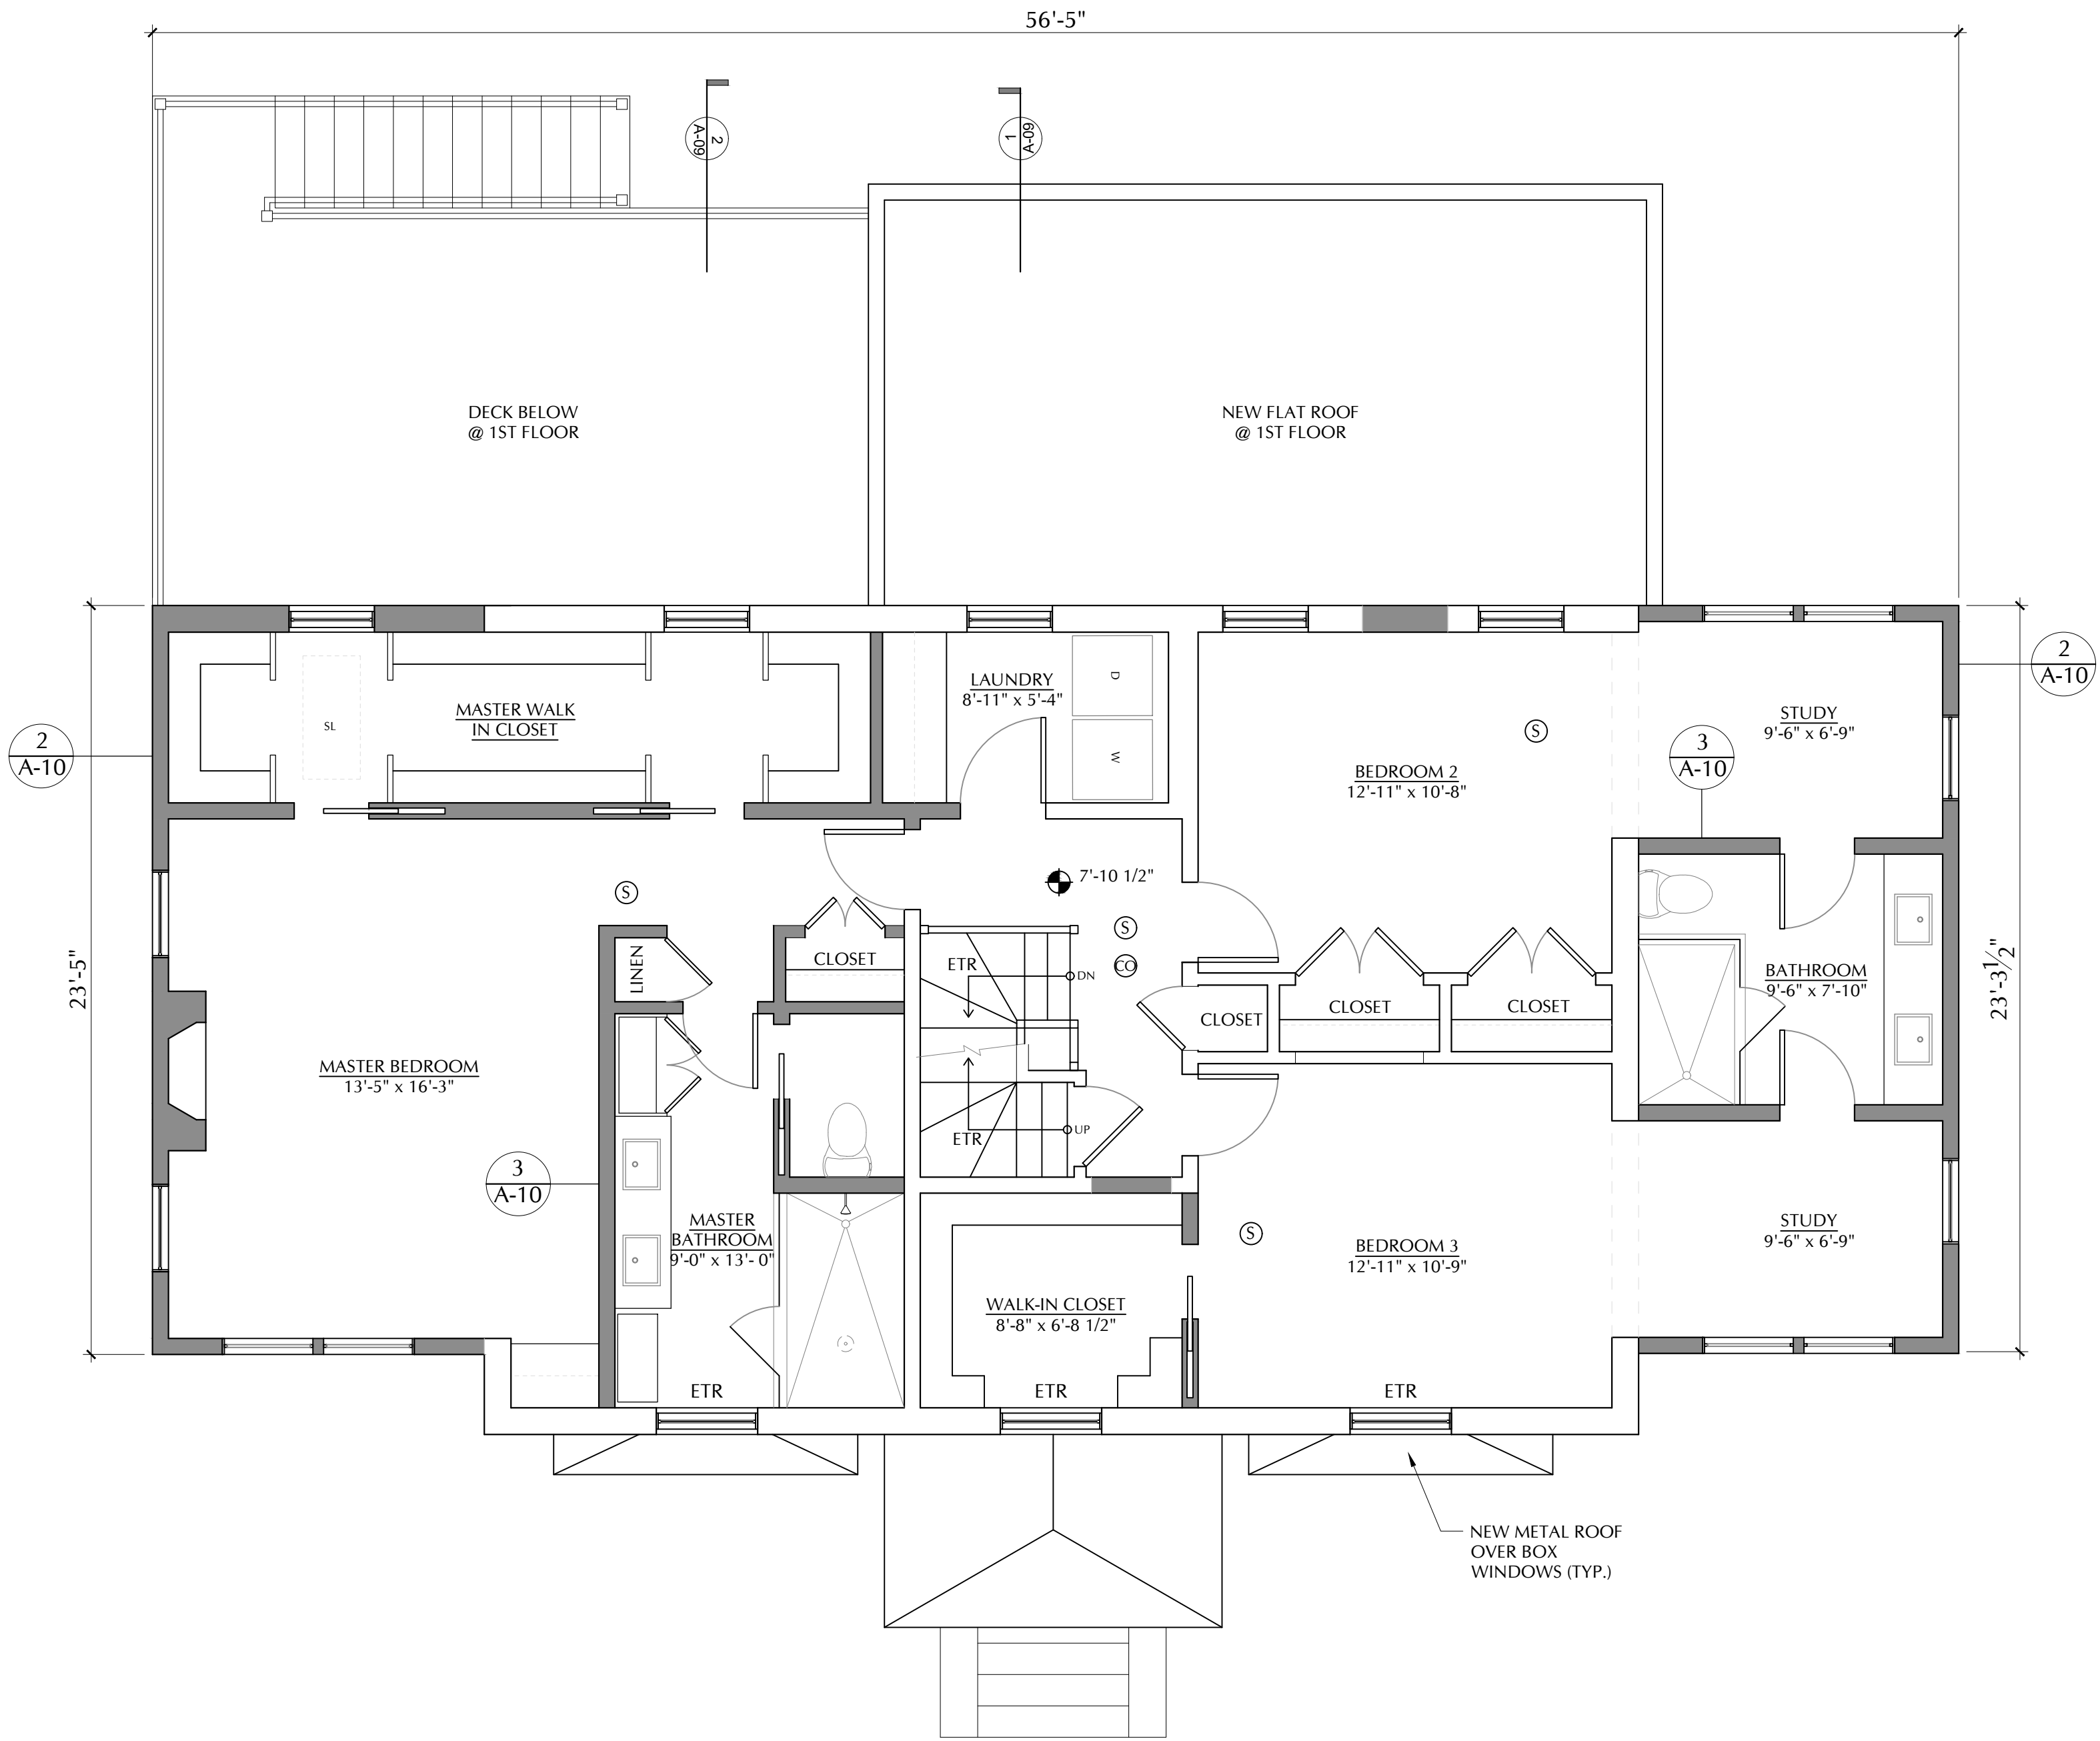 56'-5"
2
A-09
1
A-09
DECK BELOW
@ 1ST FLOOR
NEW FLAT ROOF
@ 1ST FLOOR
2
A-10
2
A-10
3
A-10
3
A-10
23'-5"
23'-3 1/2"
SL
MASTER WALK
IN CLOSET
LAUNDRY
8'-11" x 5'-4"
D
W
S
BEDROOM 2
12'-11" x 10'-8"
STUDY
9'-6" x 6'-9"
S
7'-10 1/2"
S
CO
LINEN
CLOSET
ETR
DN
CLOSET
CLOSET
CLOSET
BATHROOM
9'-6" x 7'-10"
MASTER BEDROOM
13'-5" x 16'-3"
ETR
UP
MASTER
BATHROOM
9'-0" x 13'- 0"
S
BEDROOM 3
12'-11" x 10'-9"
STUDY
9'-6" x 6'-9"
WALK-IN CLOSET
8'-8" x 6'-8 1/2"
ETR
ETR
ETR
NEW METAL ROOF
OVER BOX
WINDOWS (TYP.)